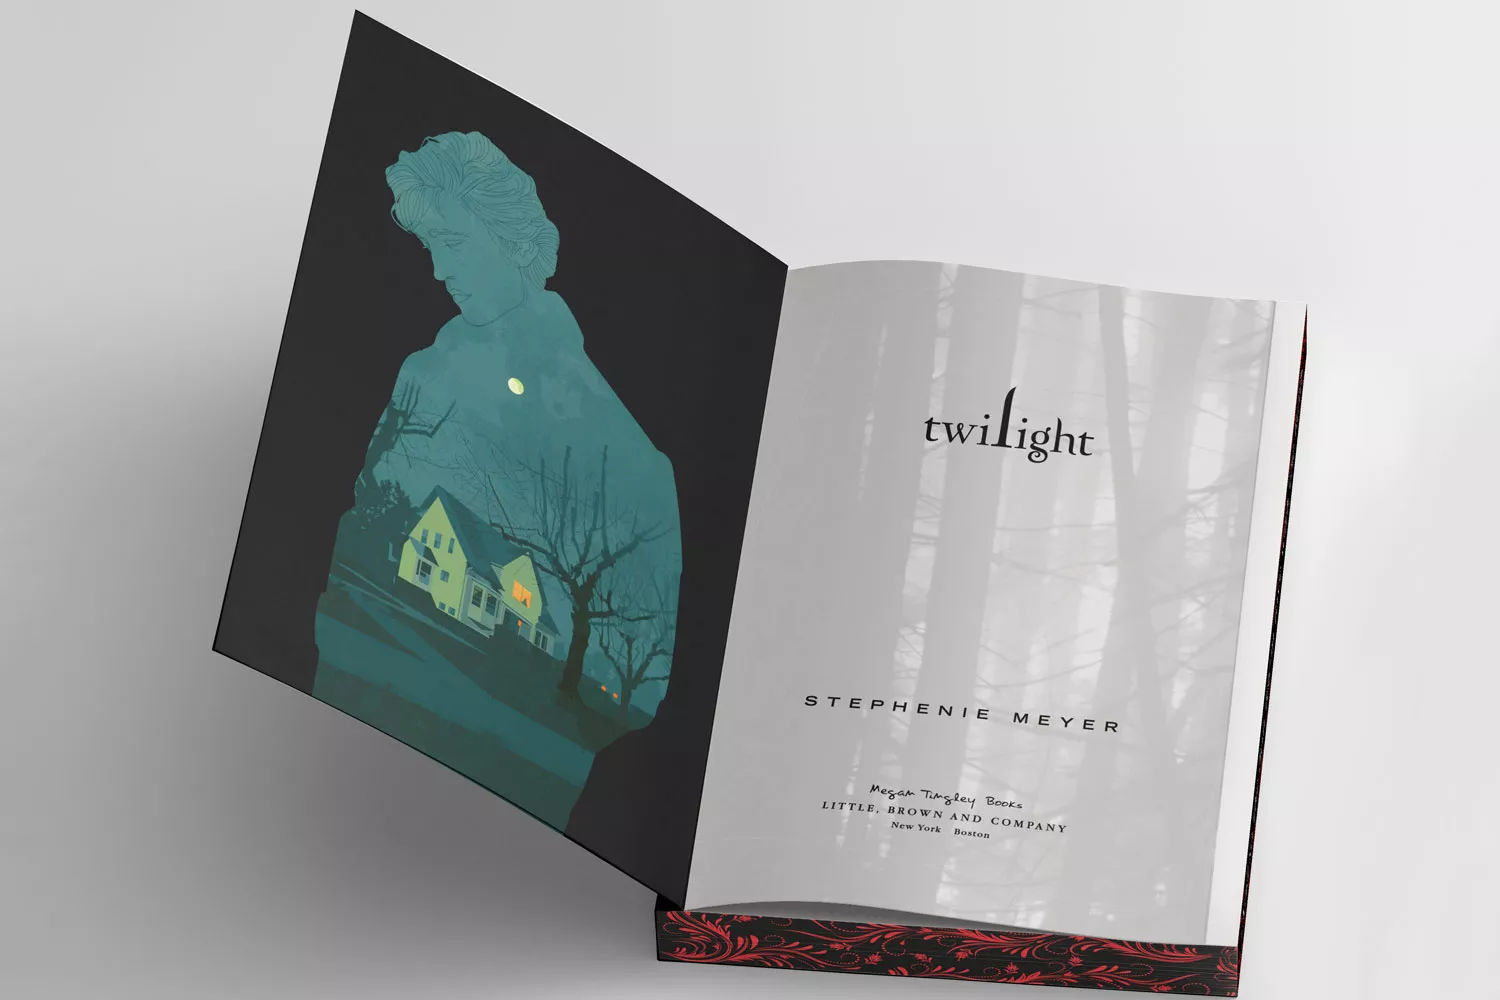 twilight
STEPHENIE MEYER
Megan Tingley Books
LITTLE, BROWN AND COMPANY
New York Boston